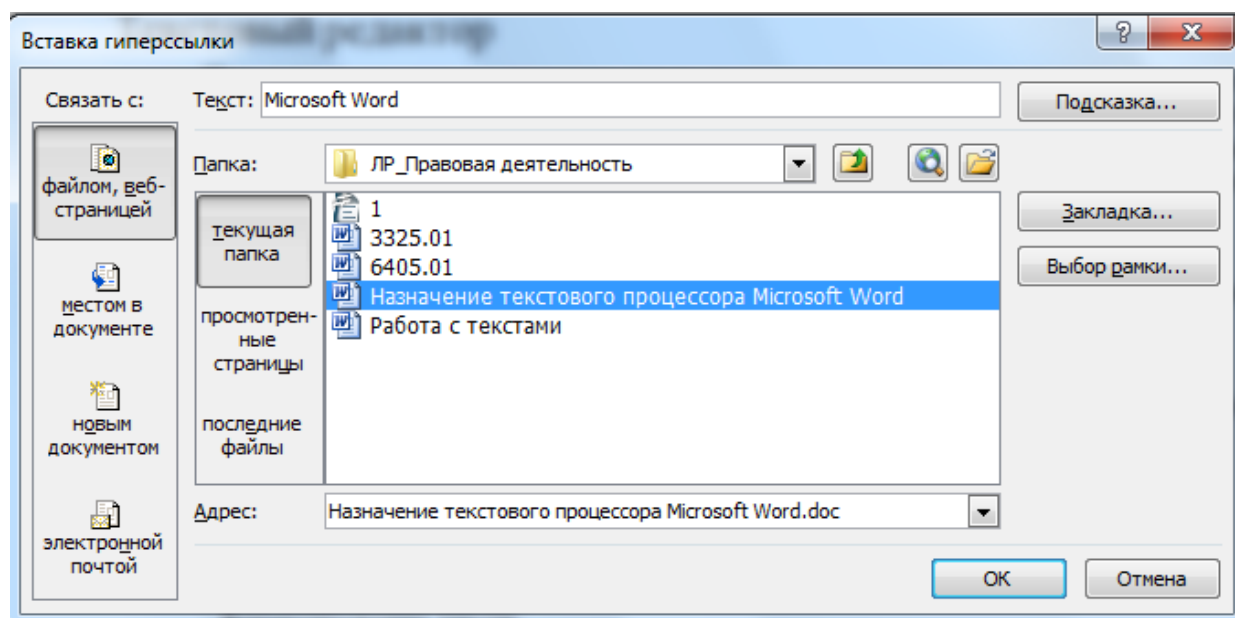 Вставка гиперссылки
Связать с:
Текст: Microsoft Word
Подсказка...
файлом, веб-
страницей
Папка:
ЛР_Правовая деятельность
текущая
папка
1
3325.01
6405.01
Назначение текстового процессора Microsoft Word
Работа с текстами
Закладка...
Выбор рамки...
местом в
документе
просмотрен-
ные
страницы
новым
документом
последние
файлы
Адрес:
Назначение текстового процессора Microsoft Word.doc
электронной
почтой
ОК
Отмена